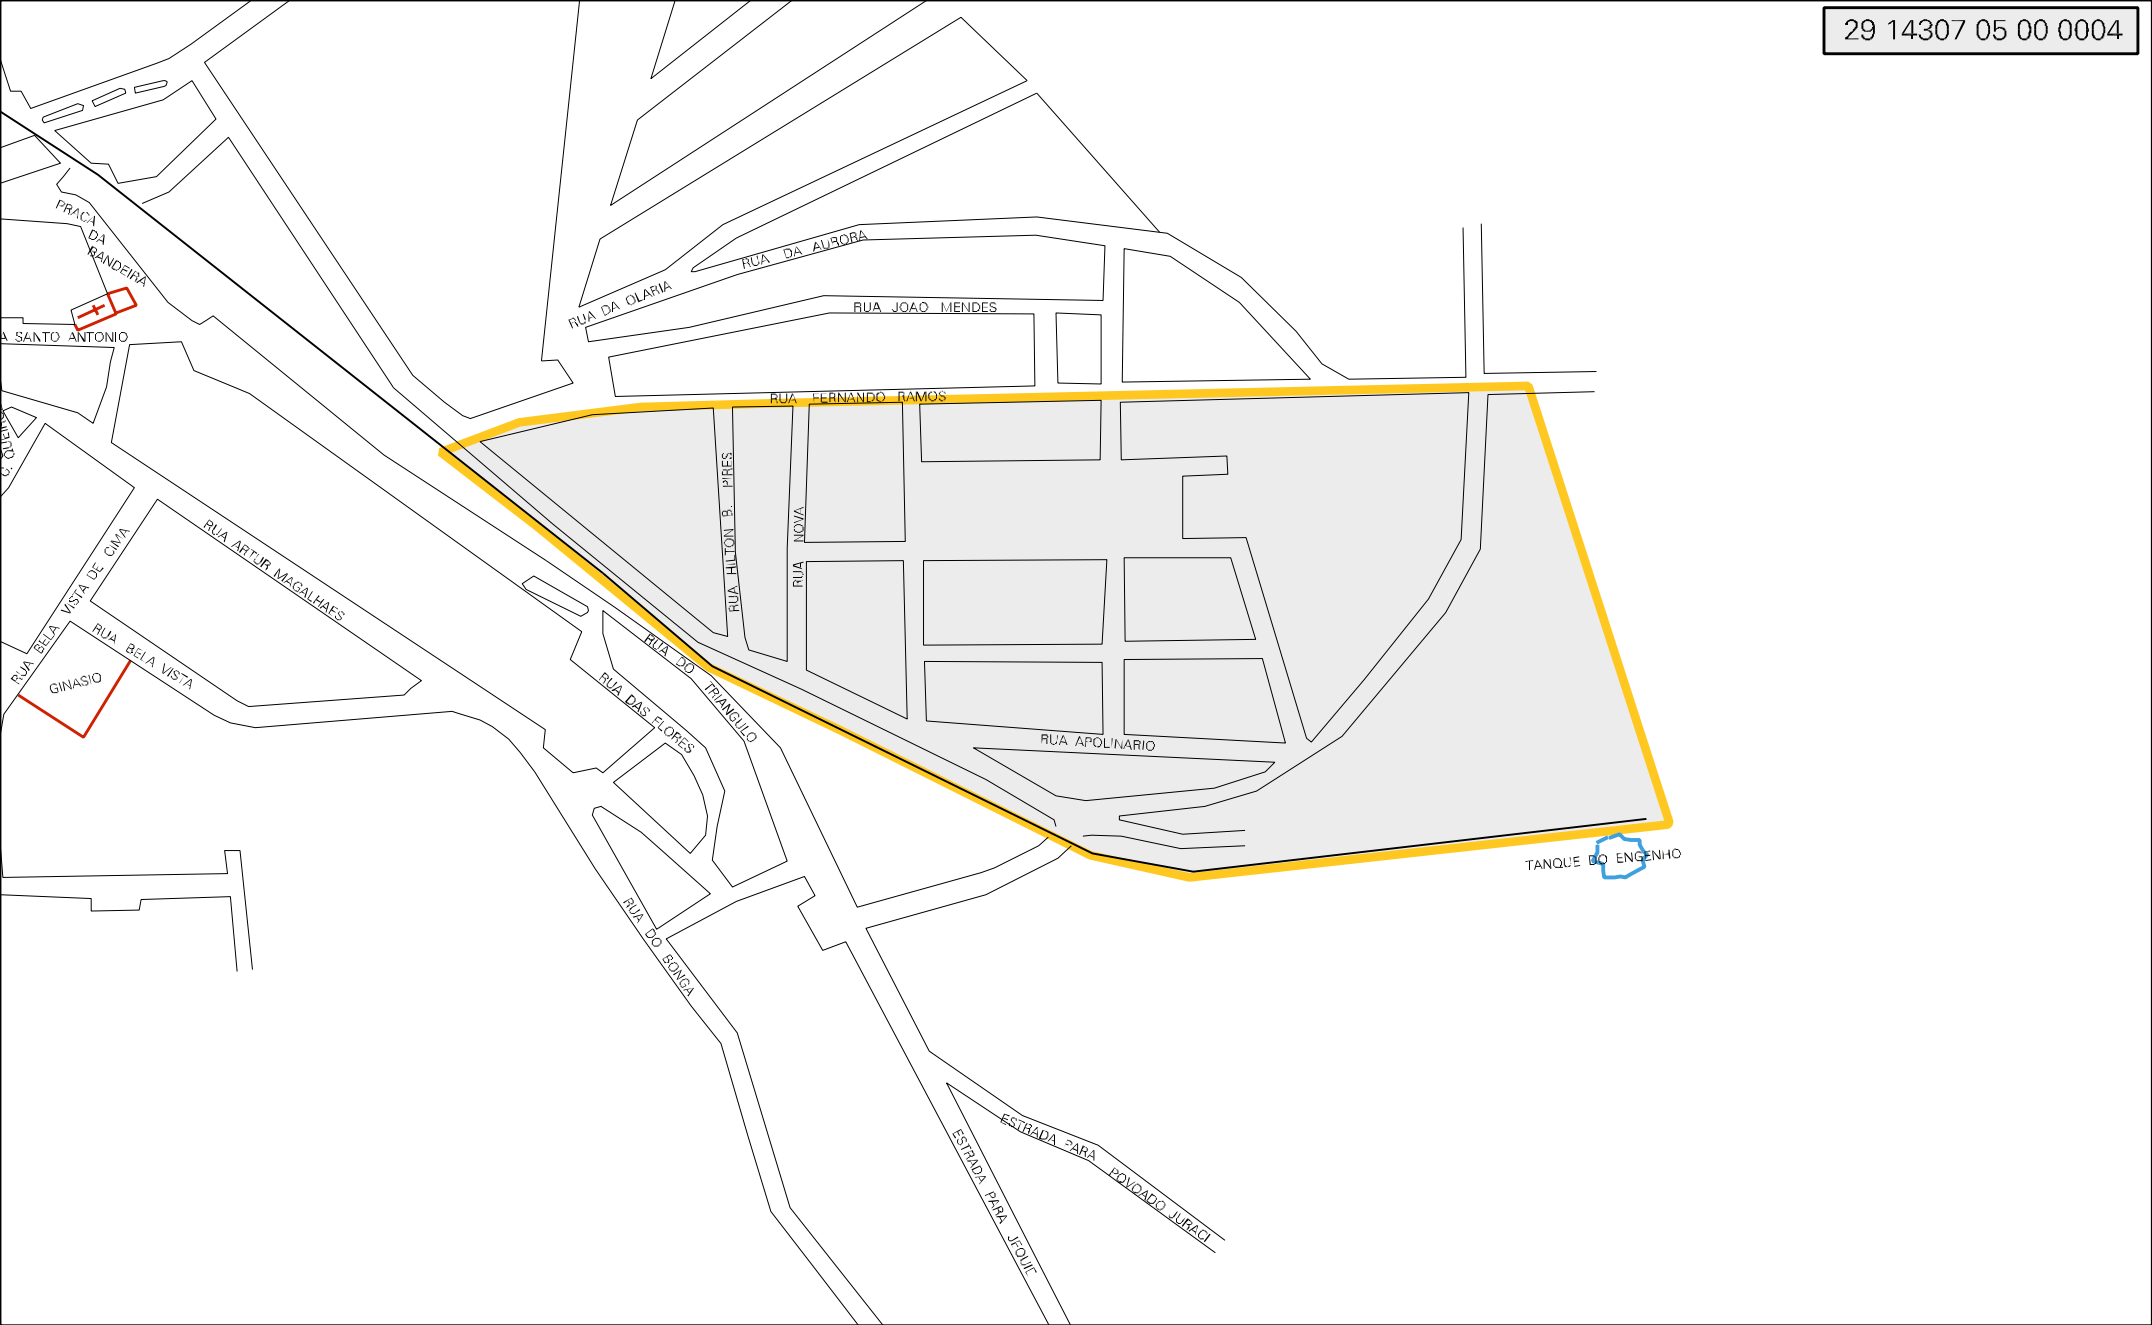 29 14307 05 00 0004
PRACA
DA
BANDEIRA
RUA DA AURORA
RUA DA OLARIA
RUA JOAO MENDES
A SANTO ANTONIO
RUA FERNANDO RAMOS
RUA HILTON B. PIRES
RUA NOVA
RUA ARTUR MAGALHAES
RUA BELA VISTA DE CIMA
RUA BELA VISTA
GINASIO
RUA DO TRIANGULO
RUA DAS FLORES
RUA APOLINARIO
TANQUE DO ENGENHO
RUA DO BONGA
ESTRADA PARA POVOADO JURACI
ESTRADA PARA